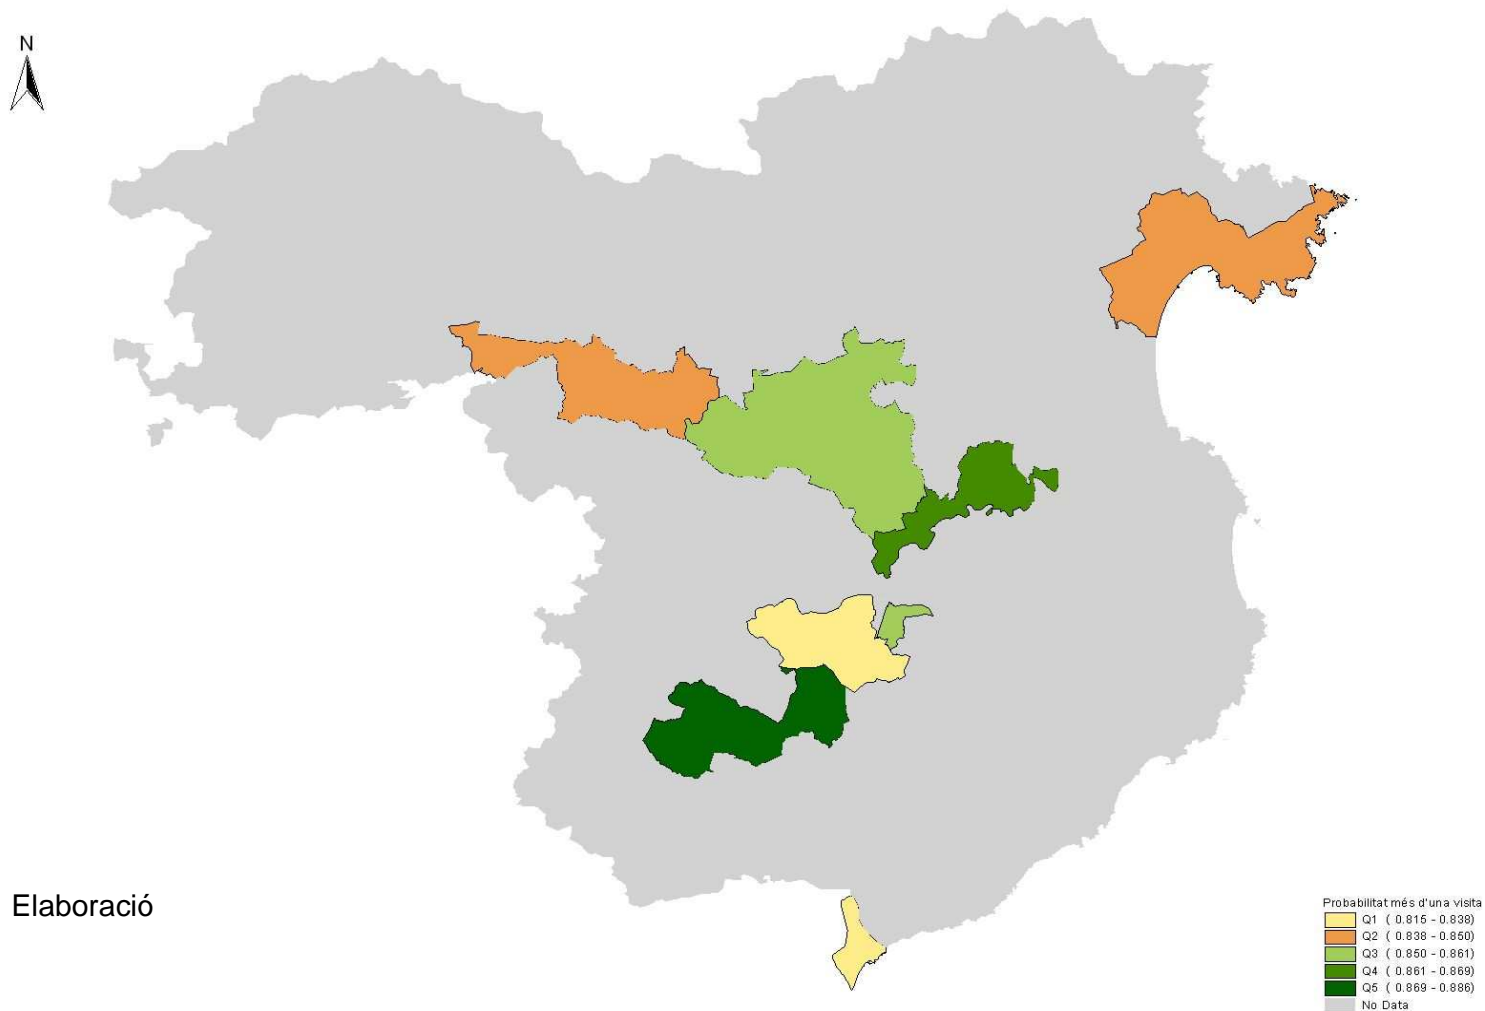 N
Elaboració
Probabilitat més d'una visita
Q1 ( 0.815 - 0.838)
Q2 ( 0.838 - 0.850)
Q3 ( 0.850 - 0.861)
Q4 ( 0.861 - 0.869)
Q5 ( 0.869 - 0.886)
No Data